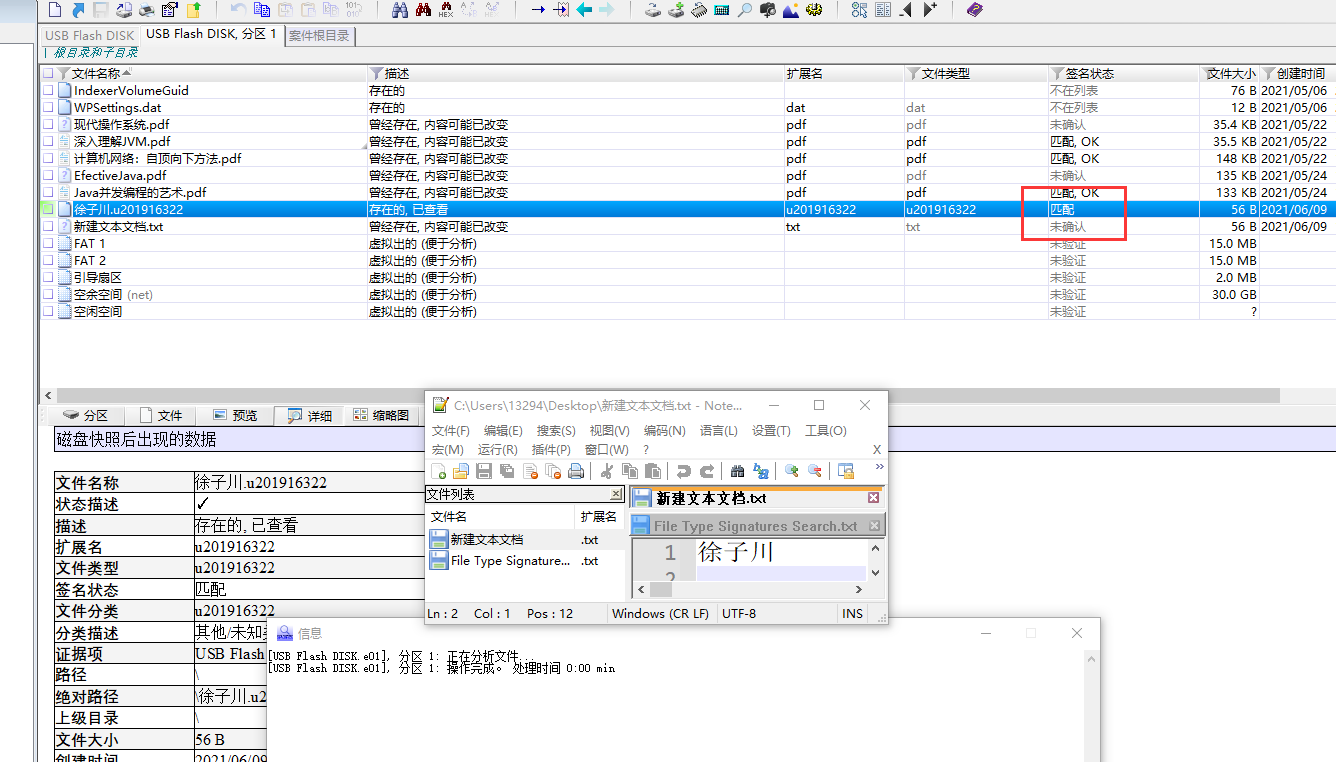 USB Flash DISK USB Flash DISK, 分区 1 案件根目录
根目录和子目录
文件名称 描述 扩展名 文件类型 签名状态 文件大小 创建时间
IndexerVolumeGuid 存在的 不在列表 76 B 2021/05/06
WPSettings.dat 存在的 dat dat 不在列表 12 B 2021/05/06
现代操作系统.pdf 曾经存在, 内容可能已改变 pdf pdf 未确认 35.4 KB 2021/05/22
深入理解JVM.pdf 曾经存在, 内容可能已改变 pdf pdf 匹配, OK 35.5 KB 2021/05/22
计算机网络：自顶向下方法.pdf 曾经存在, 内容可能已改变 pdf pdf 匹配, OK 148 KB 2021/05/22
EfectiveJava.pdf 曾经存在, 内容可能已改变 pdf pdf 未确认 135 KB 2021/05/24
Java并发编程的艺术.pdf 曾经存在, 内容可能已改变 pdf pdf 匹配, OK 133 KB 2021/05/24
徐子川.u201916322 存在的, 已查看 u201916322 u201916322 匹配 56 B 2021/06/09
新建文本文档.txt 曾经存在, 内容可能已改变 txt txt 未确认 56 B 2021/06/09
FAT 1 虚拟出的 (便于分析) 未验证 15.0 MB
FAT 2 虚拟出的 (便于分析) 未验证 15.0 MB
引导扇区 虚拟出的 (便于分析) 未验证 2.0 MB
空余空间 (net) 虚拟出的 (便于分析) 未验证 30.0 GB
空闲空间 虚拟出的 (便于分析) 未验证 ?
分区 文件 预览 详细 缩略图
磁盘快照后出现的数据
文件名称 徐子川.u201916322
状态描述 ✓
描述 存在的, 已查看
扩展名 u201916322
文件类型 u201916322
签名状态 匹配
文件分类 u201916322
分类描述 其他/未知
证据项 USB Flash
路径 \
绝对路径 \徐子川.u2
上级目录 \
文件大小 56 B
创建时间 2021/06/09
C:\Users\13294\Desktop\新建文本文档.txt - Note...
文件(F) 编辑(E) 搜索(S) 视图(V) 编码(N) 语言(L) 设置(T) 工具(O)
宏(M) 运行(R) 插件(P) 窗口(W) ? X
文件列表
文件名 扩展名
新建文本文档 .txt
File Type Signature... .txt
新建文本文档.txt
File Type Signatures Search.txt
1 徐子川
2
Ln : 2 Col : 1 Pos : 12 Windows (CR LF) UTF-8 INS
信息
[USB Flash DISK.e01], 分区 1: 正在分析文件...
[USB Flash DISK.e01], 分区 1: 操作完成。 处理时间 0:00 min